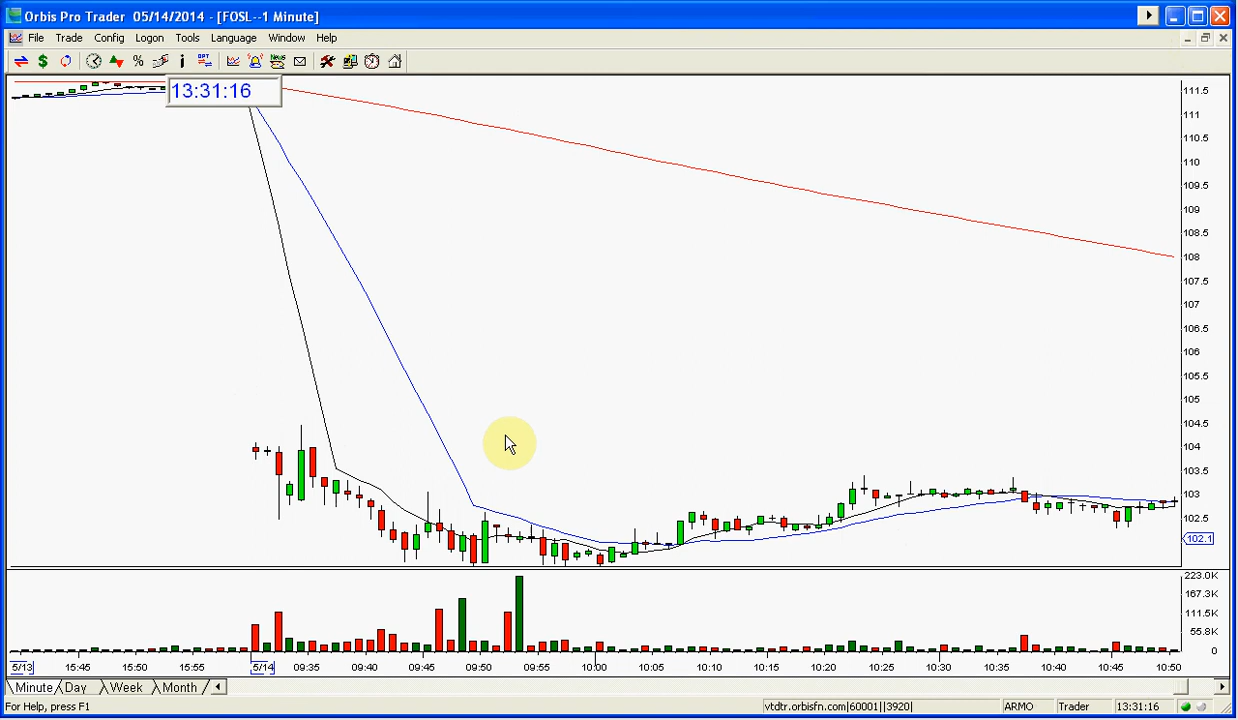 Orbis Pro Trader 05/14/2014 - [FOSL--1 Minute]
File Trade Config Logon Tools Language Window Help
13:31:16
111.5
111
110.5
110
109.5
109
108.5
108
107.5
107
106.5
106
105.5
105
104.5
104
103.5
103
102.5
102.1
223.0K
167.3K
111.5K
55.8K
0
5/13 15:45 15:50 15:55 5/14 09:35 09:40 09:45 09:50 09:55 10:00 10:05 10:10 10:15 10:20 10:25 10:30 10:35 10:40 10:45 10:50
Minute Day Week Month
For Help, press F1 vtdtr.orbisfn.com|60001||3920| ARMO Trader 13:31:16